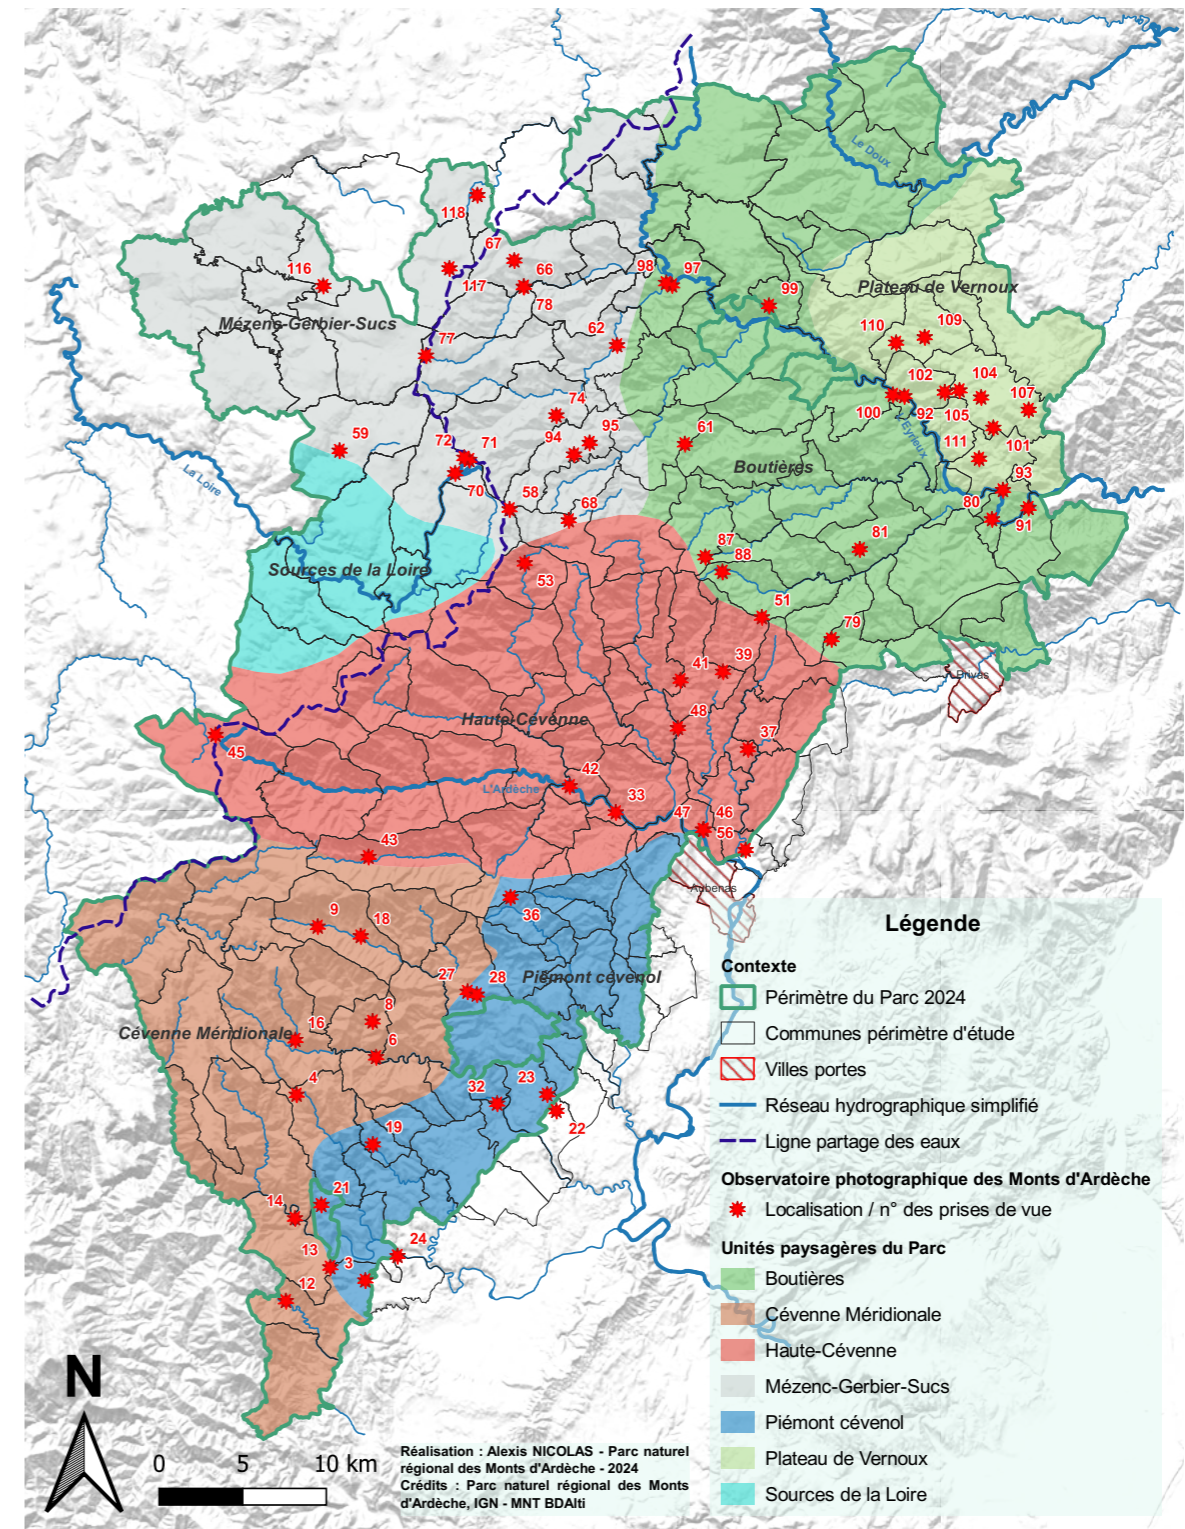 Le Doux
118
67
116
117
66
78
98
97
99
Plateau de Vernoux
Mézenc-Gerbier-Sucs
77
62
110
109
102
104
107
100
92
105
L'Eyrieux
111
101
74
95
94
61
59
72
71
70
Boutières
La Loire
93
80
91
58
68
81
87
88
53
Sources de la Loire
51
79
Privas
41
39
48
37
Haute-Cévenne
45
42
L'Ardèche
33
47
46
56
43
Aubenas
36
9
18
27
28
Piémont cévenol
8
16
6
Cévenne Méridionale
4
32
23
22
19
21
14
13
3
24
12
Légende
Contexte
Périmètre du Parc 2024
Communes périmètre d'étude
Villes portes
Réseau hydrographique simplifié
Ligne partage des eaux
Observatoire photographique des Monts d'Ardèche
Localisation / n° des prises de vue
Unités paysagères du Parc
Boutières
Cévenne Méridionale
Haute-Cévenne
Mézenc-Gerbier-Sucs
Piémont cévenol
Plateau de Vernoux
Sources de la Loire
N
0 5 10 km
Réalisation : Alexis NICOLAS - Parc naturel
régional des Monts d'Ardèche - 2024
Crédits : Parc naturel régional des Monts
d'Ardèche, IGN - MNT BDAlti